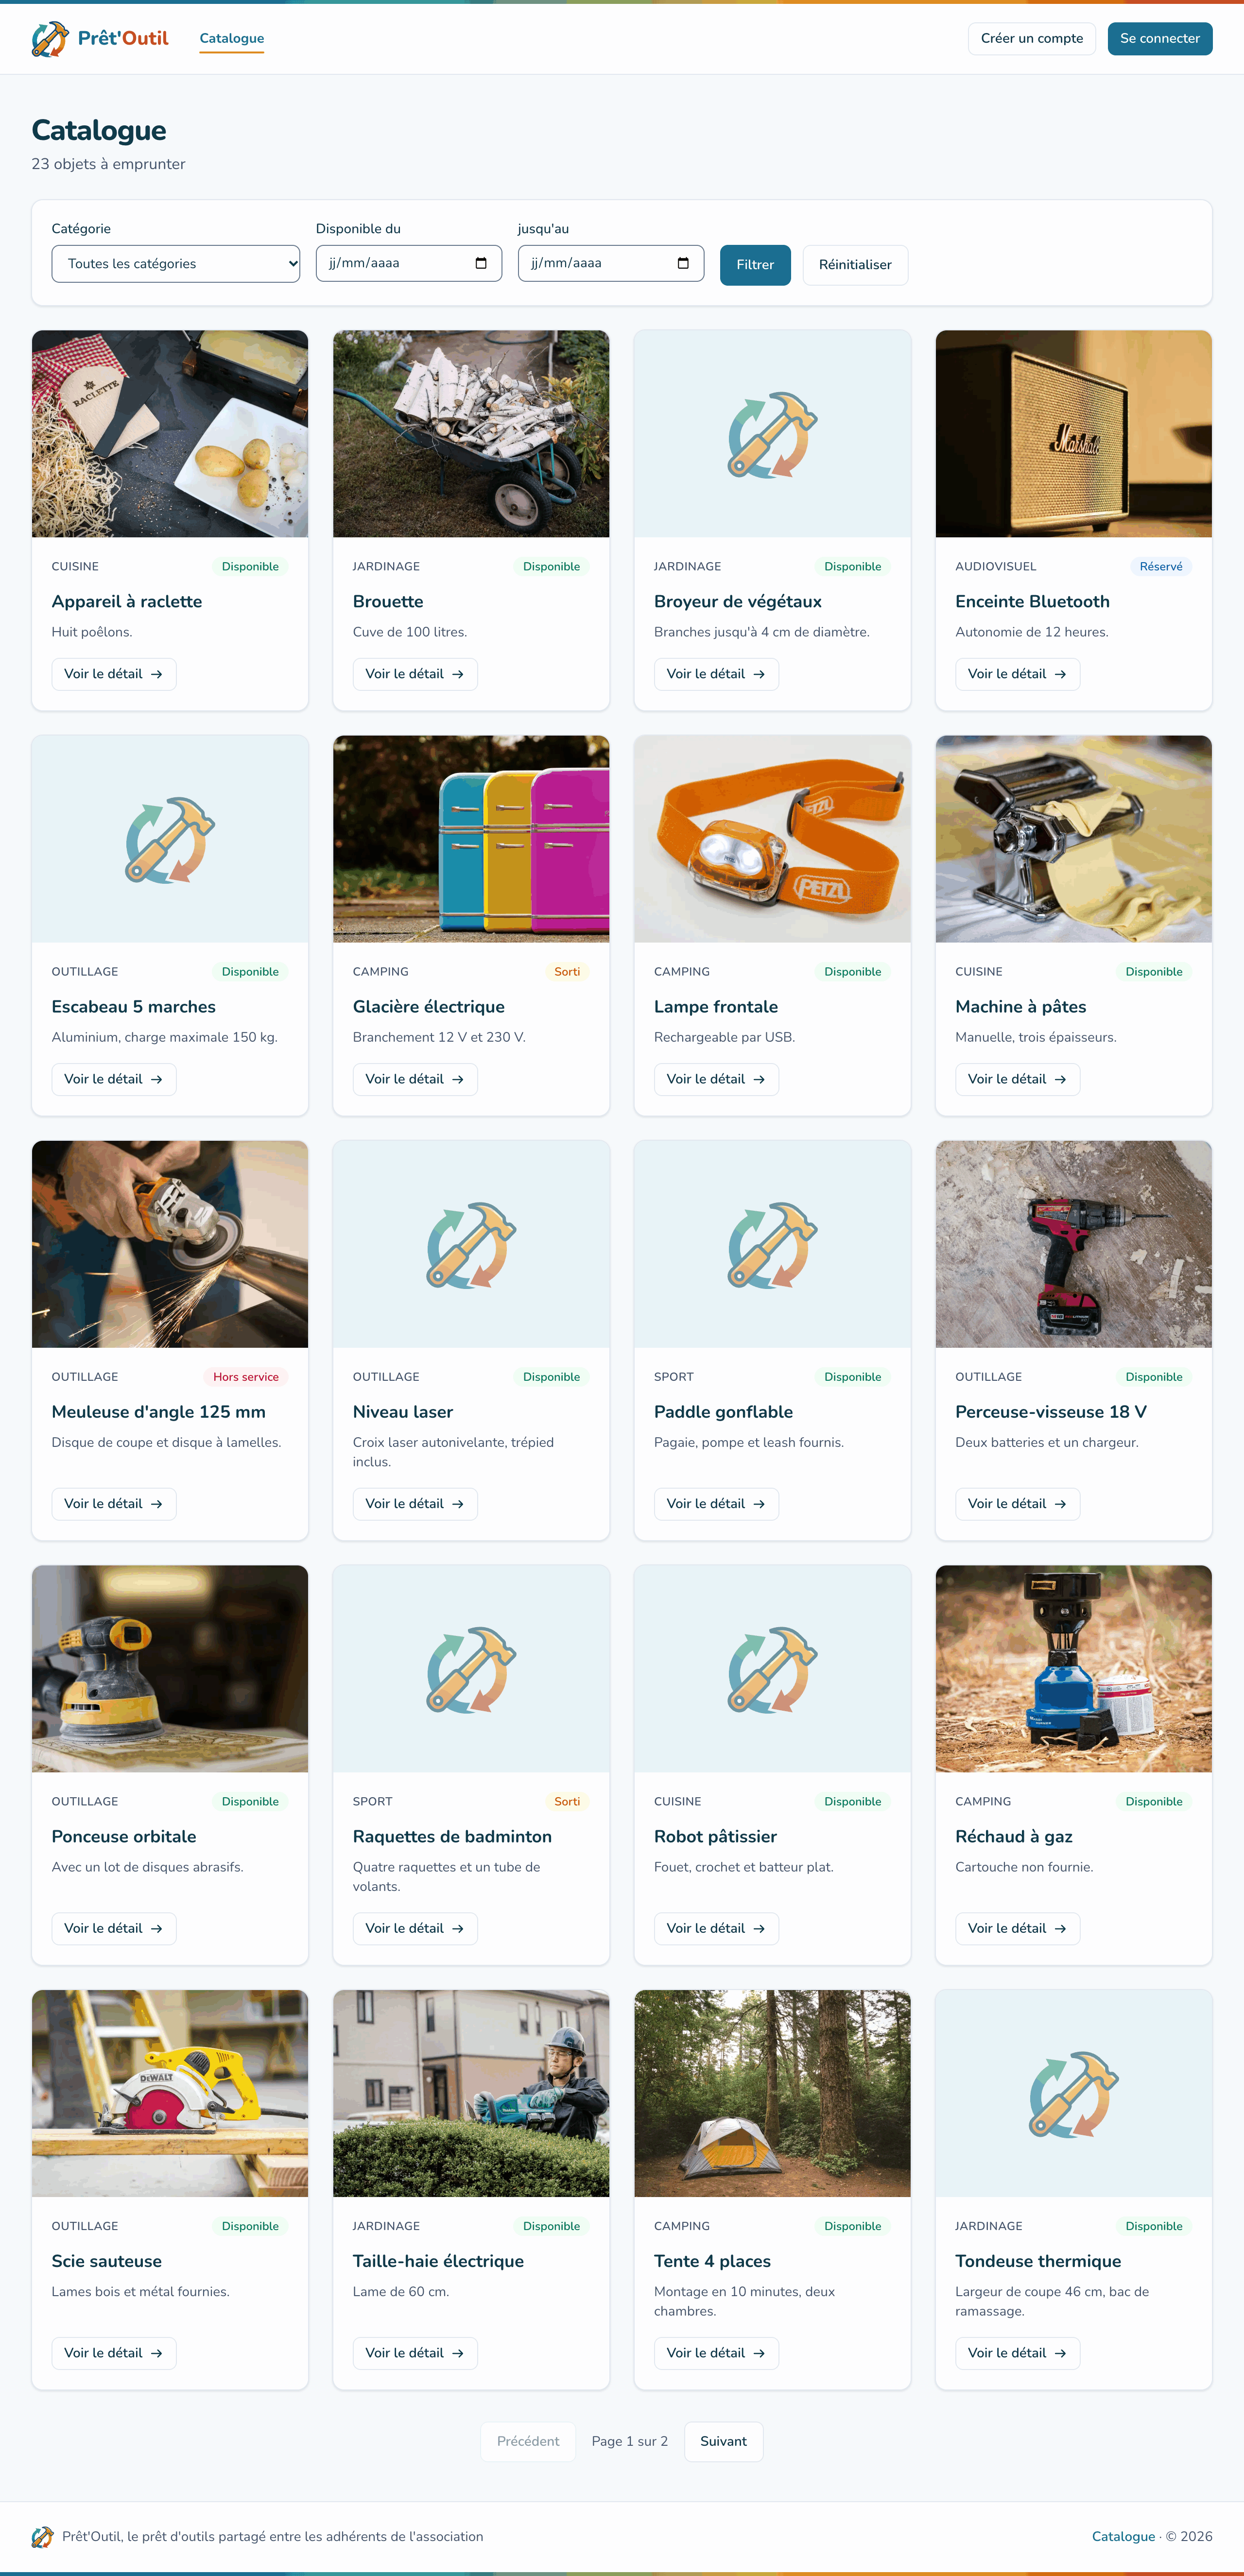 Prêt'Outil
Catalogue
Créer un compte
Se connecter
Catalogue
23 objets à emprunter
Catégorie
Disponible du
jusqu'au
Toutes les catégories
jj/mm/aaaa
jj/mm/aaaa
Filtrer
Réinitialiser
RACLETTE
Marshall
CUISINE
Disponible
Appareil à raclette
Huit poêlons.
Voir le détail
JARDINAGE
Disponible
Brouette
Cuve de 100 litres.
Voir le détail
JARDINAGE
Disponible
Broyeur de végétaux
Branches jusqu'à 4 cm de diamètre.
Voir le détail
AUDIOVISUEL
Réservé
Enceinte Bluetooth
Autonomie de 12 heures.
Voir le détail
PETZL
PETZL
OUTILLAGE
Disponible
Escabeau 5 marches
Aluminium, charge maximale 150 kg.
Voir le détail
CAMPING
Sorti
Glacière électrique
Branchement 12 V et 230 V.
Voir le détail
CAMPING
Disponible
Lampe frontale
Rechargeable par USB.
Voir le détail
CUISINE
Disponible
Machine à pâtes
Manuelle, trois épaisseurs.
Voir le détail
OUTILLAGE
Hors service
Meuleuse d'angle 125 mm
Disque de coupe et disque à lamelles.
Voir le détail
OUTILLAGE
Disponible
Niveau laser
Croix laser autonivelante, trépied
inclus.
Voir le détail
SPORT
Disponible
Paddle gonflable
Pagaie, pompe et leash fournis.
Voir le détail
OUTILLAGE
Disponible
Perceuse-visseuse 18 V
Deux batteries et un chargeur.
Voir le détail
OUTILLAGE
Disponible
Ponceuse orbitale
Avec un lot de disques abrasifs.
Voir le détail
SPORT
Sorti
Raquettes de badminton
Quatre raquettes et un tube de
volants.
Voir le détail
CUISINE
Disponible
Robot pâtissier
Fouet, crochet et batteur plat.
Voir le détail
CAMPING
Disponible
Réchaud à gaz
Cartouche non fournie.
Voir le détail
DEWALT
OUTILLAGE
Disponible
Scie sauteuse
Lames bois et métal fournies.
Voir le détail
JARDINAGE
Disponible
Taille-haie électrique
Lame de 60 cm.
Voir le détail
CAMPING
Disponible
Tente 4 places
Montage en 10 minutes, deux
chambres.
Voir le détail
JARDINAGE
Disponible
Tondeuse thermique
Largeur de coupe 46 cm, bac de
ramassage.
Voir le détail
Précédent
Page 1 sur 2
Suivant
Prêt'Outil, le prêt d'outils partagé entre les adhérents de l'association
Catalogue · © 2026